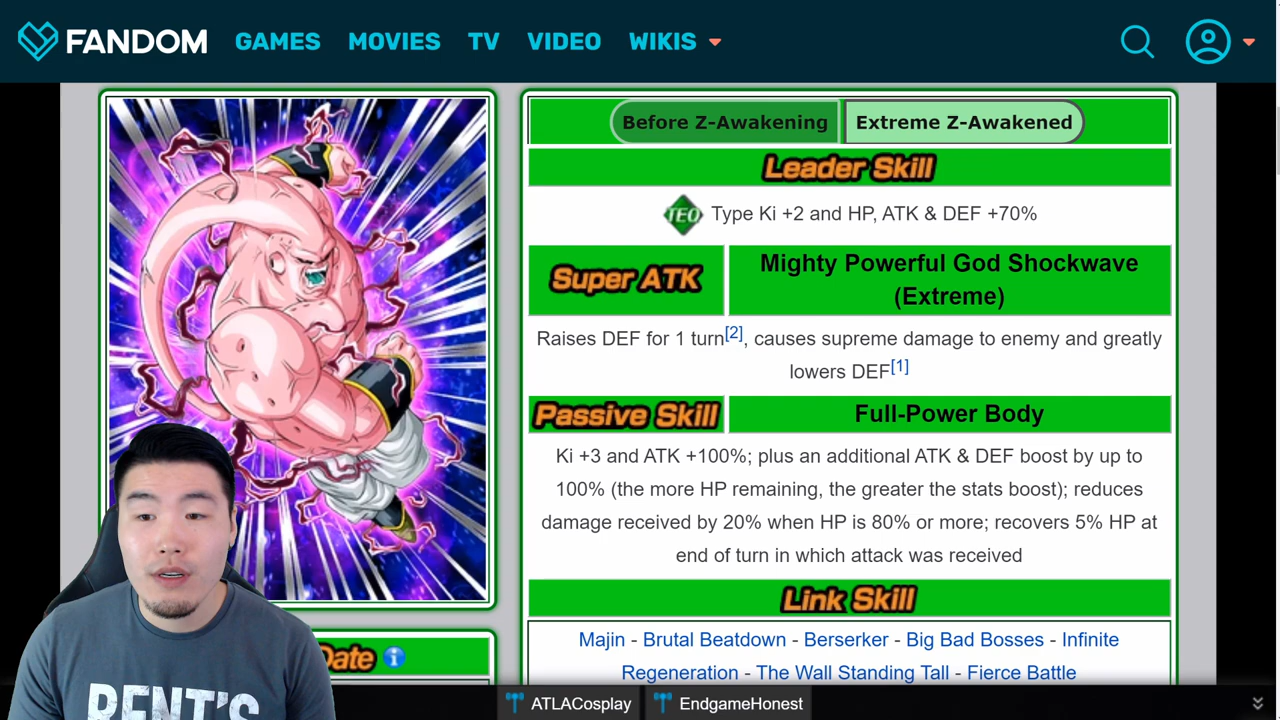 FANDOM GAMES MOVIES TV VIDEO WIKIS
Before Z-Awakening Extreme Z-Awakened
Leader Skill
TEQ Type Ki +2 and HP, ATK & DEF +70%
Super ATK
Mighty Powerful God Shockwave
(Extreme)
Raises DEF for 1 turn[2], causes supreme damage to enemy and greatly
lowers DEF[1]
Passive Skill Full-Power Body
Ki +3 and ATK +100%; plus an additional ATK & DEF boost by up to
100% (the more HP remaining, the greater the stats boost); reduces
damage received by 20% when HP is 80% or more; recovers 5% HP at
end of turn in which attack was received
Link Skill
Majin - Brutal Beatdown - Berserker - Big Bad Bosses - Infinite
Regeneration - The Wall Standing Tall - Fierce Battle
Date i
RENT'S
ATLACosplay EndgameHonest